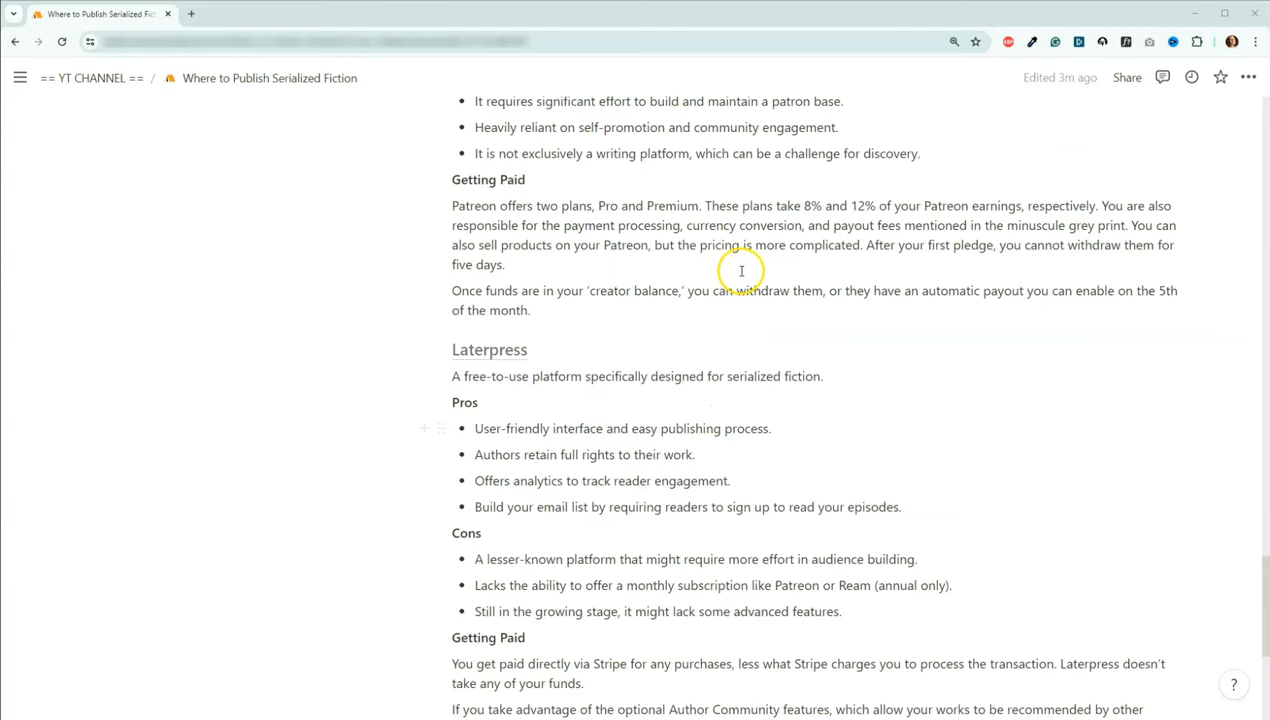 Where to Publish Serialized Fic
== YT CHANNEL == / Where to Publish Serialized Fiction
Edited 3m ago Share
• It requires significant effort to build and maintain a patron base.
• Heavily reliant on self-promotion and community engagement.
• It is not exclusively a writing platform, which can be a challenge for discovery.
Getting Paid
Patreon offers two plans, Pro and Premium. These plans take 8% and 12% of your Patreon earnings, respectively. You are also
responsible for the payment processing, currency conversion, and payout fees mentioned in the minuscule grey print. You can
also sell products on your Patreon, but the pricing is more complicated. After your first pledge, you cannot withdraw them for
five days.
Once funds are in your 'creator balance,' you can withdraw them, or they have an automatic payout you can enable on the 5th
of the month.
Laterpress
A free-to-use platform specifically designed for serialized fiction.
Pros
• User-friendly interface and easy publishing process.
• Authors retain full rights to their work.
• Offers analytics to track reader engagement.
• Build your email list by requiring readers to sign up to read your episodes.
Cons
• A lesser-known platform that might require more effort in audience building.
• Lacks the ability to offer a monthly subscription like Patreon or Ream (annual only).
• Still in the growing stage, it might lack some advanced features.
Getting Paid
You get paid directly via Stripe for any purchases, less what Stripe charges you to process the transaction. Laterpress doesn't
take any of your funds.
If you take advantage of the optional Author Community features, which allow your works to be recommended by other
?